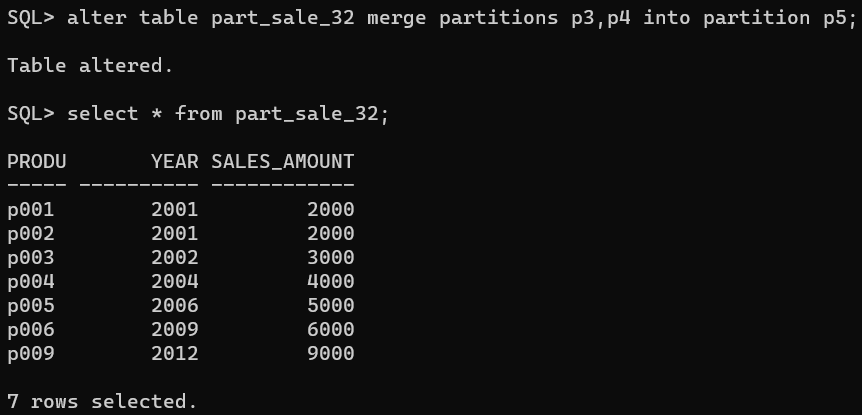 SQL> alter table part_sale_32 merge partitions p3,p4 into partition p5;
Table altered.
SQL> select * from part_sale_32;
PRODU       YEAR SALES_AMOUNT
----- ---------- ------------
p001        2001         2000
p002        2001         2000
p003        2002         3000
p004        2004         4000
p005        2006         5000
p006        2009         6000
p009        2012         9000
7 rows selected.